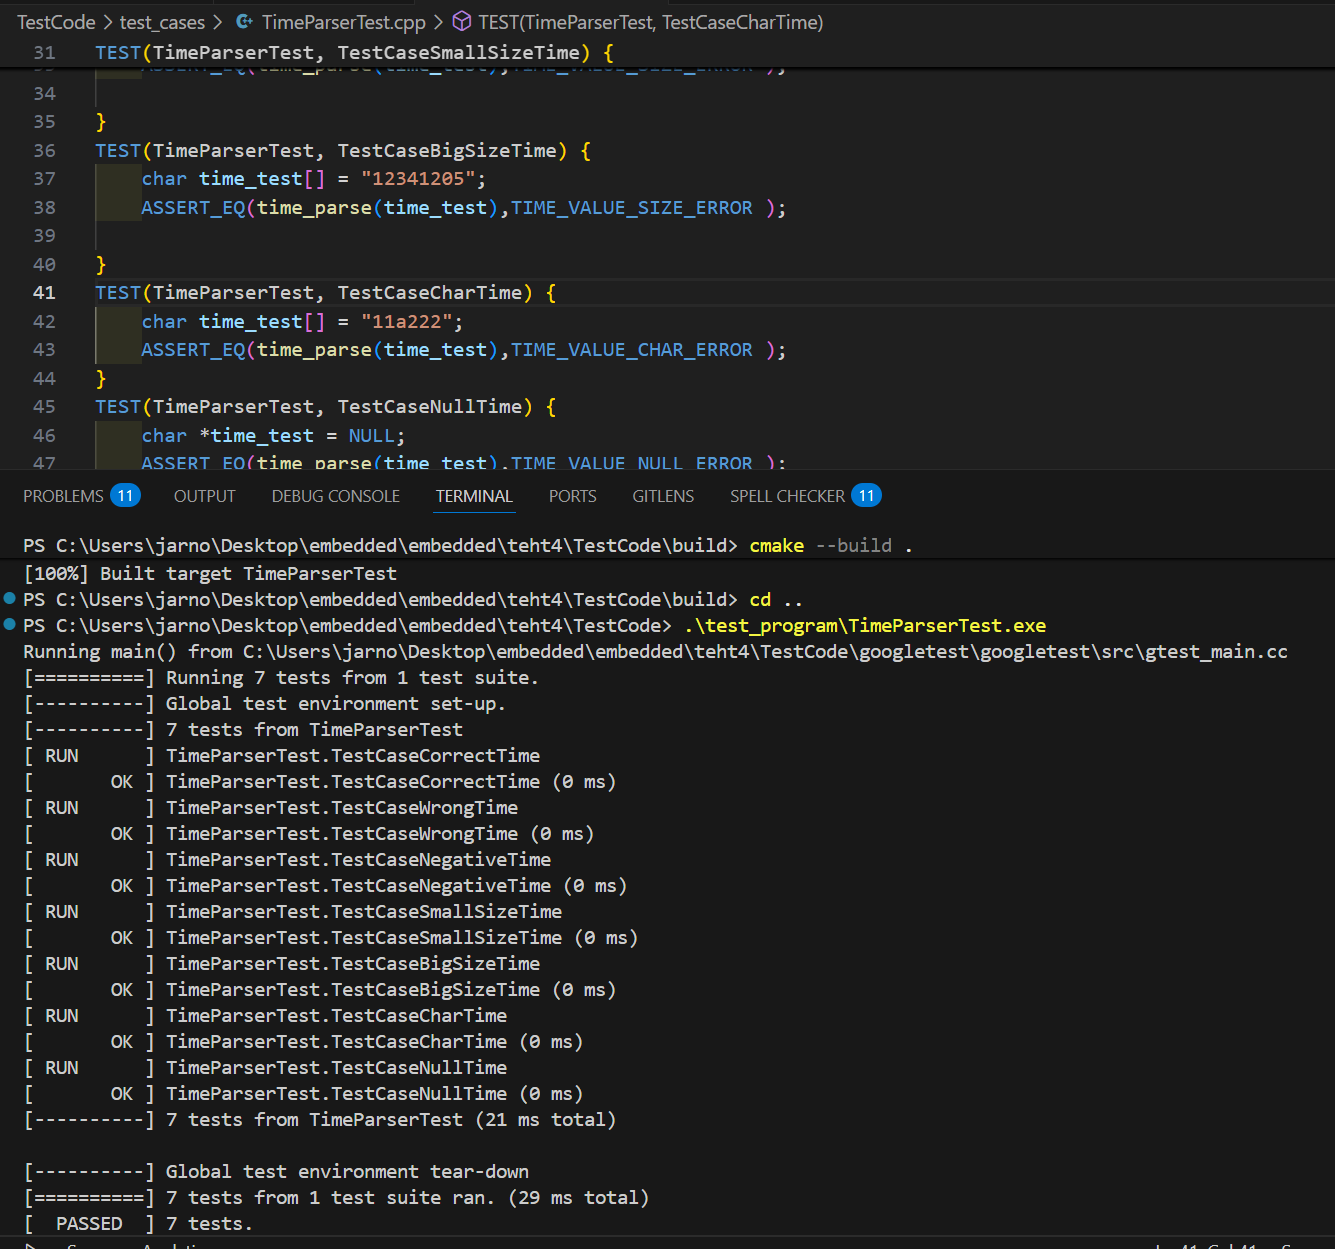 TestCode > test_cases > TimeParserTest.cpp > TEST(TimeParserTest, TestCaseCharTime)
31 TEST(TimeParserTest, TestCaseSmallSizeTime) {
ASSERT_EQ(time_parse(time_test),TIME_VALUE_SIZE_ERROR );
34
35 }
36 TEST(TimeParserTest, TestCaseBigSizeTime) {
37 char time_test[] = "12341205";
38 ASSERT_EQ(time_parse(time_test),TIME_VALUE_SIZE_ERROR );
39
40 }
41 TEST(TimeParserTest, TestCaseCharTime) {
42 char time_test[] = "11a222";
43 ASSERT_EQ(time_parse(time_test),TIME_VALUE_CHAR_ERROR );
44 }
45 TEST(TimeParserTest, TestCaseNullTime) {
46 char *time_test = NULL;
47 ASSERT_EQ(time_parse(time_test),TIME_VALUE_NULL_ERROR );
PROBLEMS 11 OUTPUT DEBUG CONSOLE TERMINAL PORTS GITLENS SPELL CHECKER 11
PS C:\Users\jarno\Desktop\embedded\embedded\teht4\TestCode\build> cmake --build .
[100%] Built target TimeParserTest
PS C:\Users\jarno\Desktop\embedded\embedded\teht4\TestCode\build> cd ..
PS C:\Users\jarno\Desktop\embedded\embedded\teht4\TestCode> .\test_program\TimeParserTest.exe
Running main() from C:\Users\jarno\Desktop\embedded\embedded\teht4\TestCode\googletest\googletest\src\gtest_main.cc
[==========] Running 7 tests from 1 test suite.
[----------] Global test environment set-up.
[----------] 7 tests from TimeParserTest
[ RUN      ] TimeParserTest.TestCaseCorrectTime
[       OK ] TimeParserTest.TestCaseCorrectTime (0 ms)
[ RUN      ] TimeParserTest.TestCaseWrongTime
[       OK ] TimeParserTest.TestCaseWrongTime (0 ms)
[ RUN      ] TimeParserTest.TestCaseNegativeTime
[       OK ] TimeParserTest.TestCaseNegativeTime (0 ms)
[ RUN      ] TimeParserTest.TestCaseSmallSizeTime
[       OK ] TimeParserTest.TestCaseSmallSizeTime (0 ms)
[ RUN      ] TimeParserTest.TestCaseBigSizeTime
[       OK ] TimeParserTest.TestCaseBigSizeTime (0 ms)
[ RUN      ] TimeParserTest.TestCaseCharTime
[       OK ] TimeParserTest.TestCaseCharTime (0 ms)
[ RUN      ] TimeParserTest.TestCaseNullTime
[       OK ] TimeParserTest.TestCaseNullTime (0 ms)
[----------] 7 tests from TimeParserTest (21 ms total)
[----------] Global test environment tear-down
[==========] 7 tests from 1 test suite ran. (29 ms total)
[  PASSED  ] 7 tests.